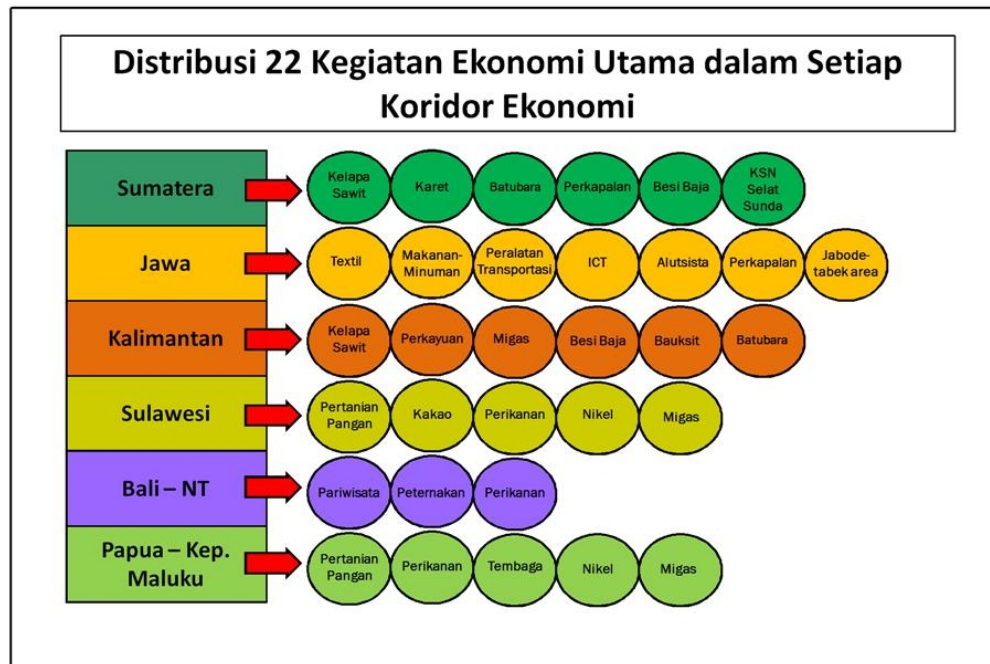 Distribusi 22 Kegiatan Ekonomi Utama dalam Setiap
Koridor Ekonomi
Sumatera
Kelapa
Sawit
Karet
Batubara
Perkapalan
Besi Baja
KSN
Selat
Sunda
Jawa
Textil
Makanan-
Minuman
Peralatan
Transportasi
ICT
Alutsista
Perkapalan
Jabode-
tabek area
Kalimantan
Kelapa
Sawit
Perkayuan
Migas
Besi Baja
Bauksit
Batubara
Sulawesi
Pertanian
Pangan
Kakao
Perikanan
Nikel
Migas
Bali – NT
Pariwisata
Peternakan
Perikanan
Papua – Kep.
Maluku
Pertanian
Pangan
Perikanan
Tembaga
Nikel
Migas